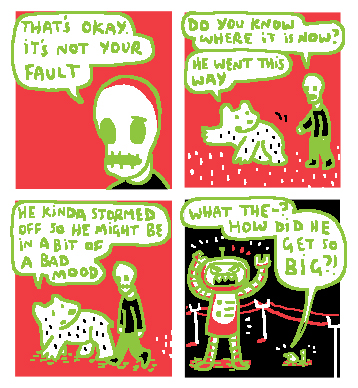 THAT'S OKAY.
IT'S NOT YOUR
FAULT
DO YOU KNOW
WHERE IT IS NOW?
HE WENT THIS
WAY
HE KINDA STORMED
OFF SO HE MIGHT BE
IN A BIT OF
A BAD
MOOD
WHAT THE-?
HOW DID HE
GET SO
BIG?!